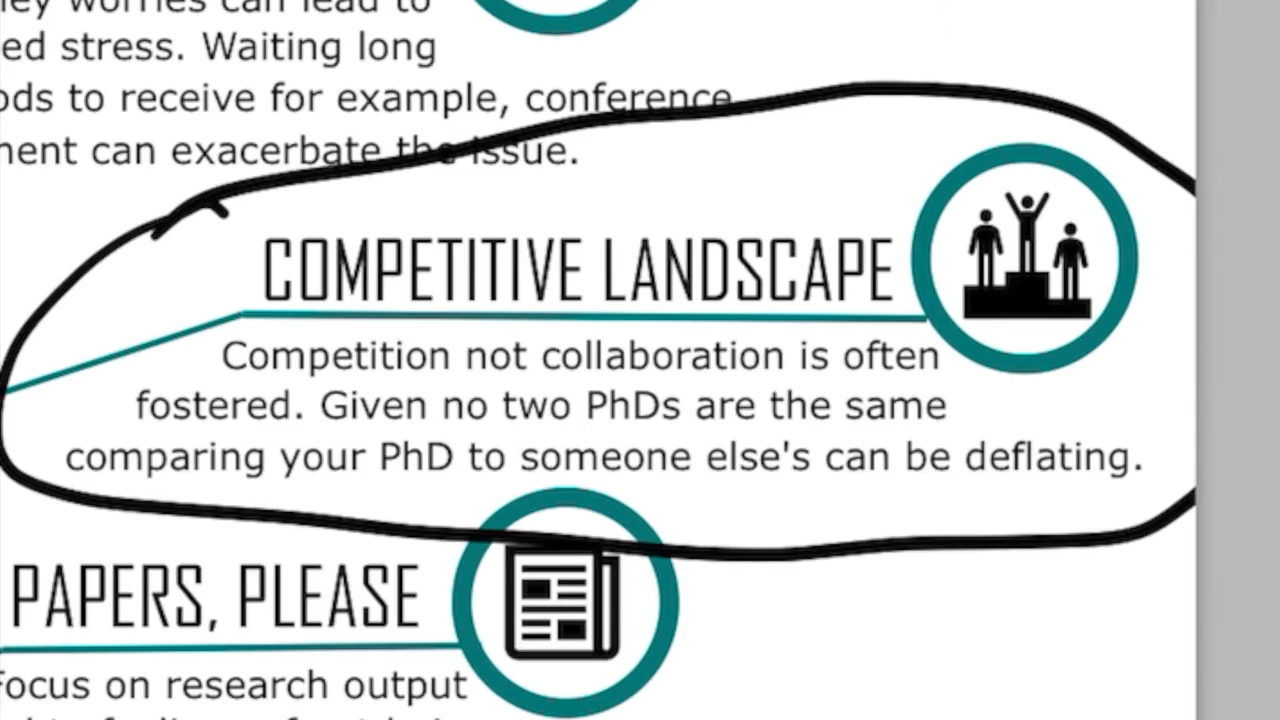 ed stress. Waiting long
to receive for example, conference
can exacerbate the issue.
COMPETITIVE LANDSCAPE
Competition not collaboration is often
fostered. Given no two PhDs are the same
comparing your PhD to someone else's can be deflating.
PAPERS, PLEASE
Focus on research output